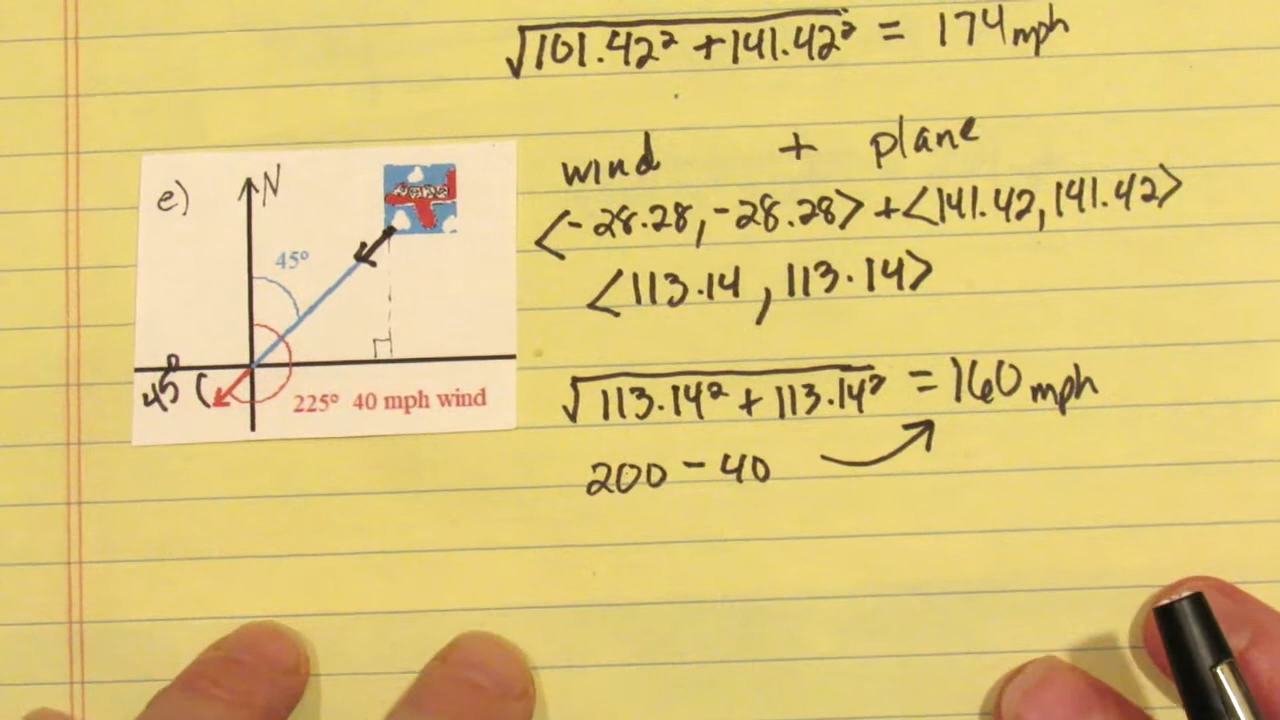 √101.42² + 141.42² = 174 mph
wind + plane
<-28.28, -28.28> + <141.42, 141.42>
<113.14, 113.14>
√113.14² + 113.14² = 160 mph
200 - 40
e)
N
45°
45°
225° 40 mph wind